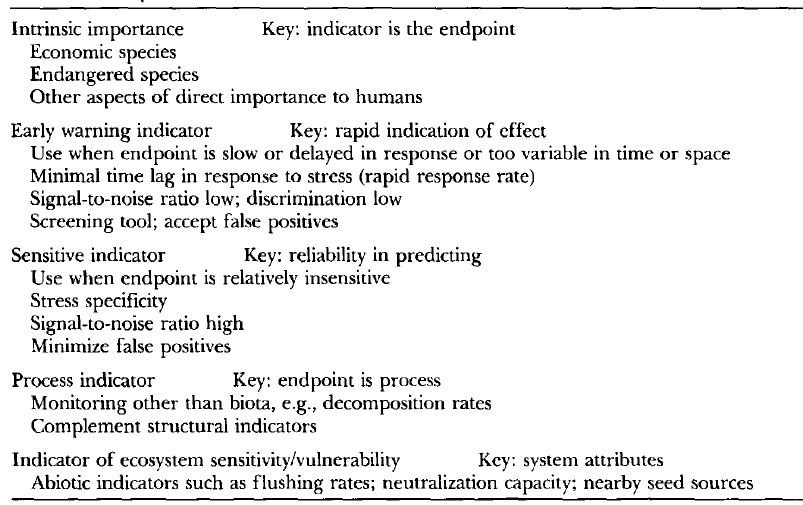 Intrinsic importance Key: indicator is the endpoint
Economic species
Endangered species
Other aspects of direct importance to humans
Early warning indicator Key: rapid indication of effect
Use when endpoint is slow or delayed in response or too variable in time or space
Minimal time lag in response to stress (rapid response rate)
Signal-to-noise ratio low; discrimination low
Screening tool; accept false positives
Sensitive indicator Key: reliability in predicting
Use when endpoint is relatively insensitive
Stress specificity
Signal-to-noise ratio high
Minimize false positives
Process indicator Key: endpoint is process
Monitoring other than biota, e.g., decomposition rates
Complement structural indicators
Indicator of ecosystem sensitivity/vulnerability Key: system attributes
Abiotic indicators such as flushing rates; neutralization capacity; nearby seed sources